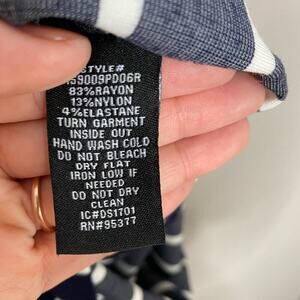 STYLE#
159009PD06R
83%RAYON
13%NYLON
4%ELASTANE
TURN GARMENT
INSIDE OUT
HAND WASH COLD
DO NOT BLEACH
DRY FLAT
IRON LOW IF
NEEDED
DO NOT DRY
CLEAN
IC#DS1701
RN#95377